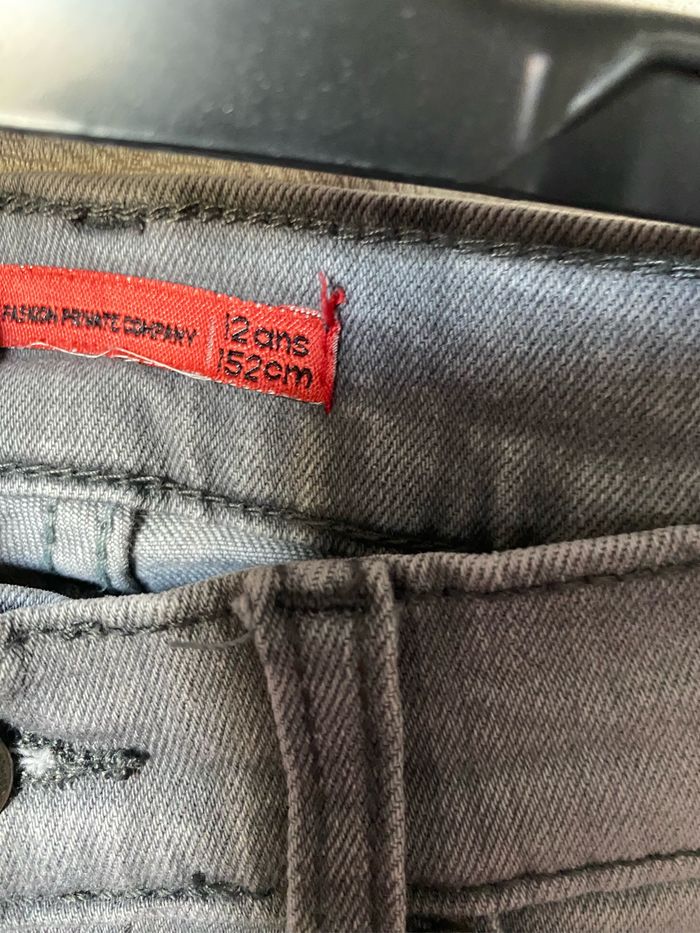 FASHION PRIVATE COMPANY
12 ans
152cm